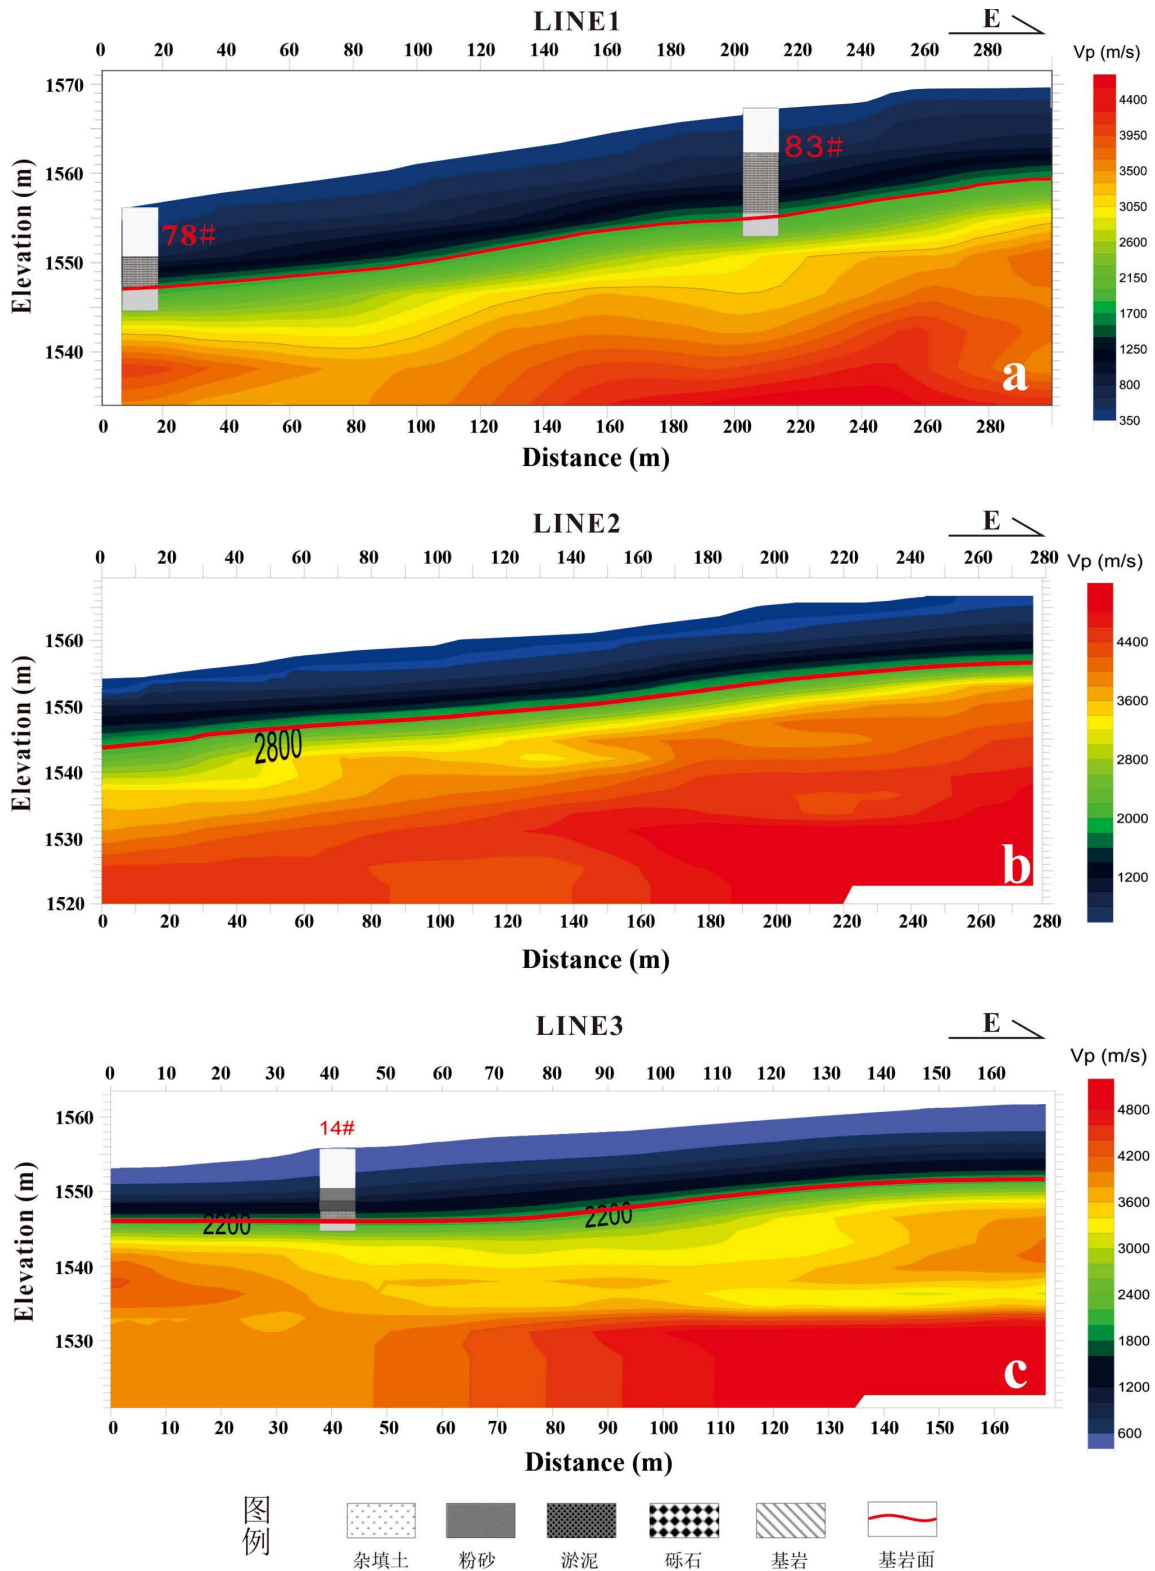 LINE1
E
0 20 40 60 80 100 120 140 160 180 200 220 240 260 280
Vp (m/s)
1570
1560
1550
1540
Elevation (m)
78#
83#
a
4400
3950
3500
3050
2600
2150
1700
1250
800
350
0 20 40 60 80 100 120 140 160 180 200 220 240 260 280
Distance (m)
LINE2
E
0 20 40 60 80 100 120 140 160 180 200 220 240 260 280
Vp (m/s)
1560
1550
1540
1530
1520
Elevation (m)
2800
b
4400
3600
2800
2000
1200
0 20 40 60 80 100 120 140 160 180 200 220 240 260 280
Distance (m)
LINE3
E
0 10 20 30 40 50 60 70 80 90 100 110 120 130 140 150 160
Vp (m/s)
1560
1550
1540
1530
Elevation (m)
14#
2200
2200
c
4800
4200
3600
3000
2400
1800
1200
600
0 10 20 30 40 50 60 70 80 90 100 110 120 130 140 150 160
Distance (m)
图例
杂填土 粉砂 淤泥 砾石 基岩 基岩面